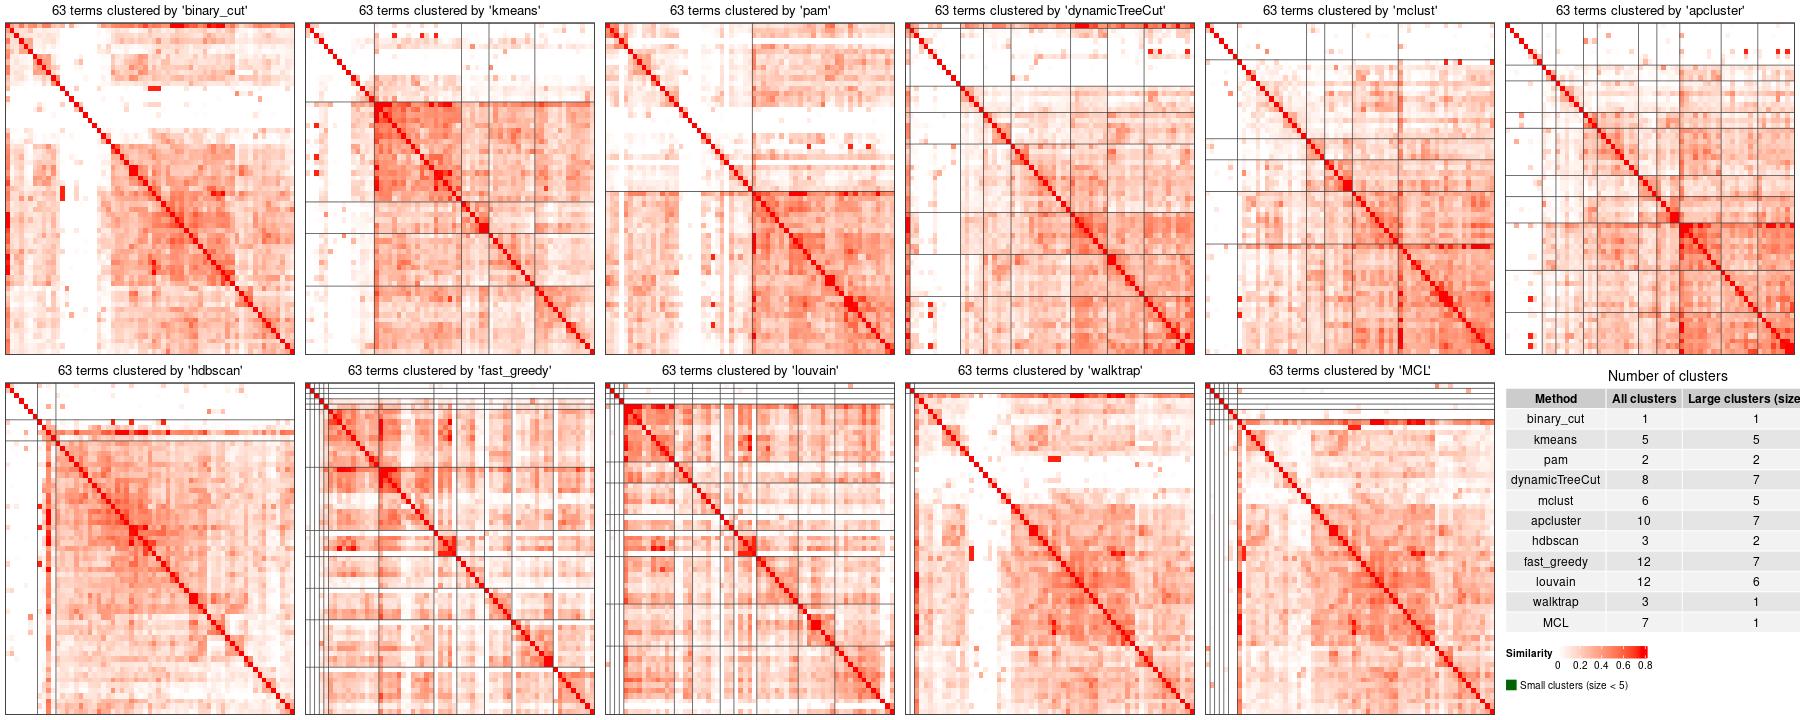 63 terms clustered by 'binary_cut'
63 terms clustered by 'kmeans'
63 terms clustered by 'pam'
63 terms clustered by 'dynamicTreeCut'
63 terms clustered by 'mclust'
63 terms clustered by 'apcluster'
63 terms clustered by 'hdbscan'
63 terms clustered by 'fast_greedy'
63 terms clustered by 'louvain'
63 terms clustered by 'walktrap'
63 terms clustered by 'MCL'
Number of clusters
Method All clusters Large clusters (size
binary_cut 1 1
kmeans 5 5
pam 2 2
dynamicTreeCut 8 7
mclust 6 5
apcluster 10 7
hdbscan 3 2
fast_greedy 12 7
louvain 12 6
walktrap 3 1
MCL 7 1
Similarity
0 0.2 0.4 0.6 0.8
Small clusters (size < 5)